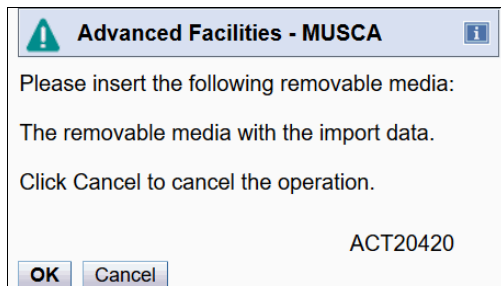 Advanced Facilities - MUSCA
Please insert the following removable media:
The removable media with the import data.
Click Cancel to cancel the operation.
ACT20420
OK Cancel